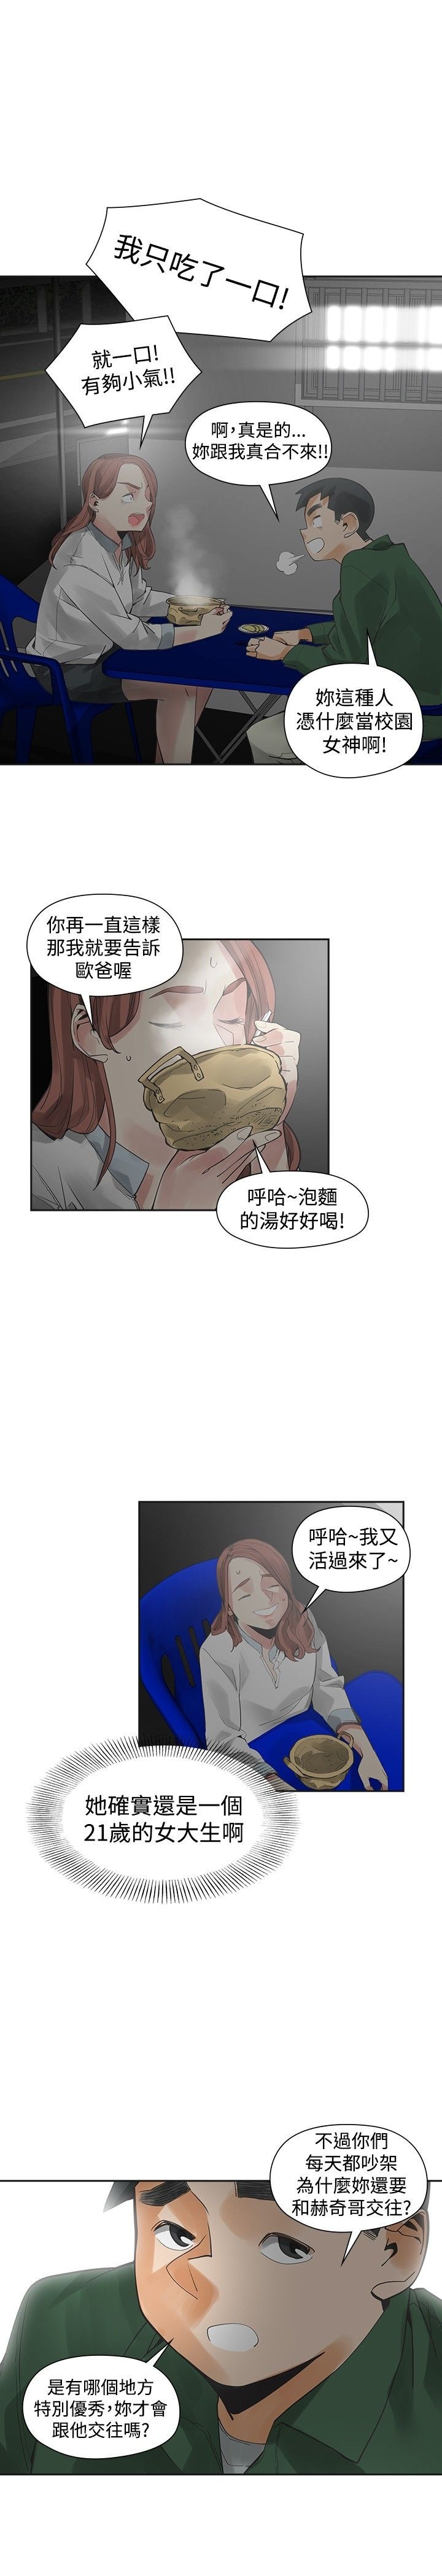 我只吃了一口!
就一口!
有夠小氣!!
啊,真是的...
妳跟我真合不來!!
妳這種人
憑什麼當校園
女神啊!
你再一直這樣
那我就要告訴
歐爸喔
呼哈~泡麵
的湯好好喝!
呼哈~我又
活過來了~
她確實還是一個
21歲的女大生啊
不過你們
每天都吵架
為什麼妳還要
和赫奇哥交往?
是有哪個地方
特別優秀,妳才會
跟他交往嗎?